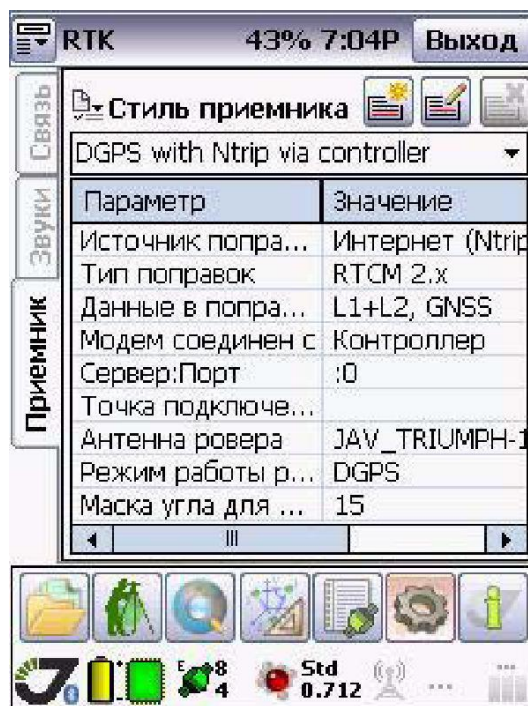 RTK 43% 7:04P Выход
Связь
Звуки
Приемник
Стиль приемника
DGPS with Ntrip via controller
Параметр Значение
Источник попра... Интернет (Ntrip
Тип поправок RTCM 2.x
Данные в попра... L1+L2, GNSS
Модем соединен с Контроллер
Сервер:Порт :0
Точка подключе...
Антенна ровера JAV_TRIUMPH-1
Режим работы р... DGPS
Маска угла для ... 15
E 8
4
Std
0.712
...